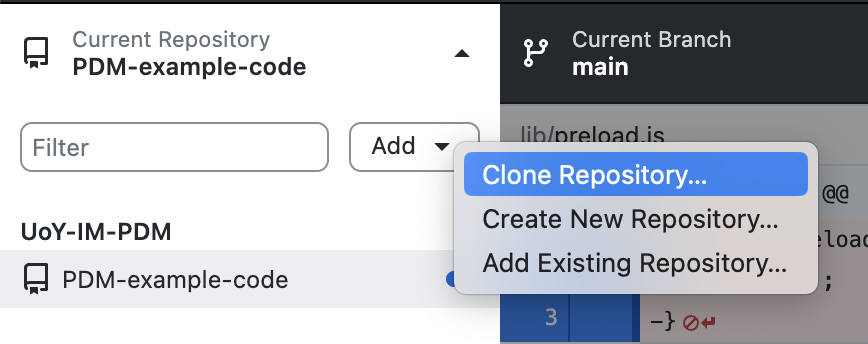 Current Repository
PDM-example-code
Current Branch
main
Filter
Add
lib/preload.js
Clone Repository...
@@
Create New Repository...
eload
Add Existing Repository...
;
UoY-IM-PDM
PDM-example-code
3
-}